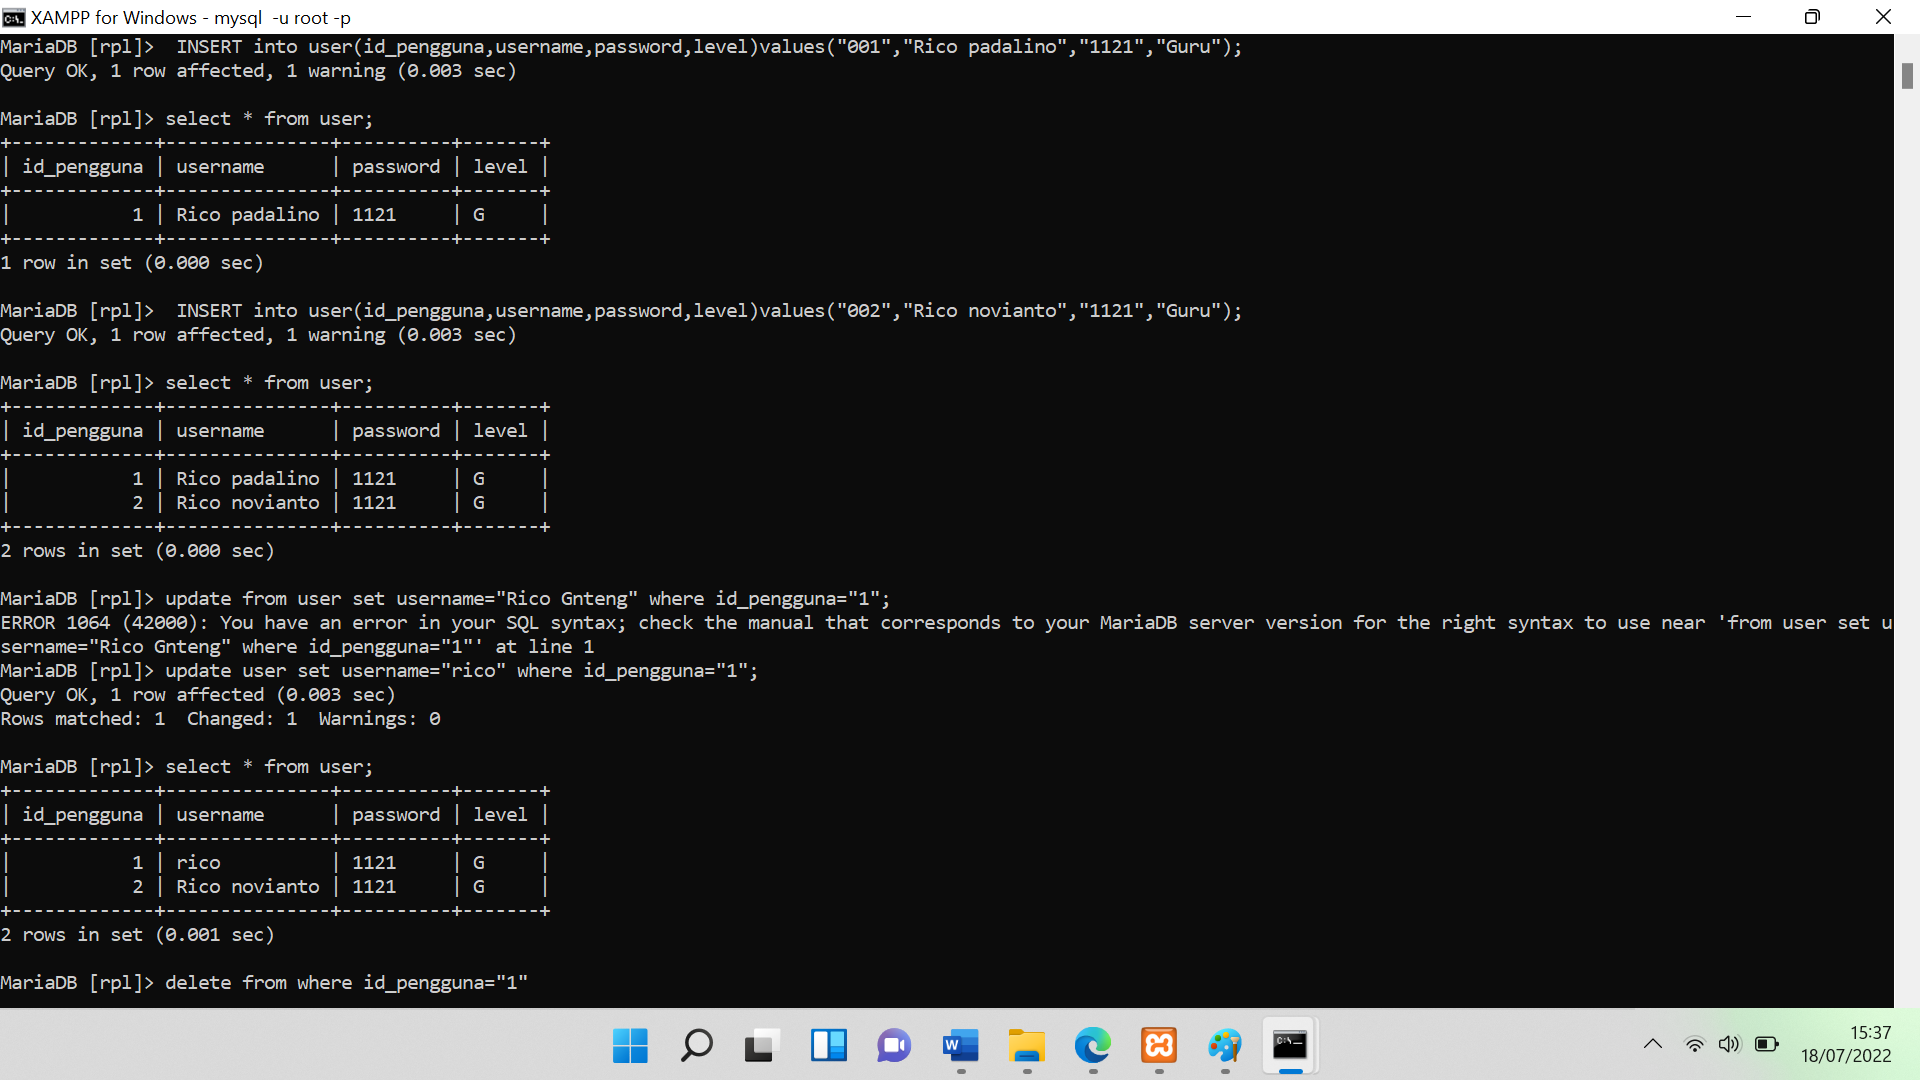 XAMPP for Windows - mysql  -u root -p
MariaDB [rpl]>  INSERT into user(id_pengguna,username,password,level)values("001","Rico padalino","1121","Guru");
Query OK, 1 row affected, 1 warning (0.003 sec)
MariaDB [rpl]> select * from user;
+-------------+---------------+----------+-------+
| id_pengguna | username      | password | level |
+-------------+---------------+----------+-------+
|           1 | Rico padalino | 1121     | G     |
+-------------+---------------+----------+-------+
1 row in set (0.000 sec)
MariaDB [rpl]>  INSERT into user(id_pengguna,username,password,level)values("002","Rico novianto","1121","Guru");
Query OK, 1 row affected, 1 warning (0.003 sec)
MariaDB [rpl]> select * from user;
+-------------+---------------+----------+-------+
| id_pengguna | username      | password | level |
+-------------+---------------+----------+-------+
|           1 | Rico padalino | 1121     | G     |
|           2 | Rico novianto | 1121     | G     |
+-------------+---------------+----------+-------+
2 rows in set (0.000 sec)
MariaDB [rpl]> update from user set username="Rico Gnteng" where id_pengguna="1";
ERROR 1064 (42000): You have an error in your SQL syntax; check the manual that corresponds to your MariaDB server version for the right syntax to use near 'from user set u
sername="Rico Gnteng" where id_pengguna="1"' at line 1
MariaDB [rpl]> update user set username="rico" where id_pengguna="1";
Query OK, 1 row affected (0.003 sec)
Rows matched: 1  Changed: 1  Warnings: 0
MariaDB [rpl]> select * from user;
+-------------+---------------+----------+-------+
| id_pengguna | username      | password | level |
+-------------+---------------+----------+-------+
|           1 | rico          | 1121     | G     |
|           2 | Rico novianto | 1121     | G     |
+-------------+---------------+----------+-------+
2 rows in set (0.001 sec)
MariaDB [rpl]> delete from where id_pengguna="1"
15:37
18/07/2022